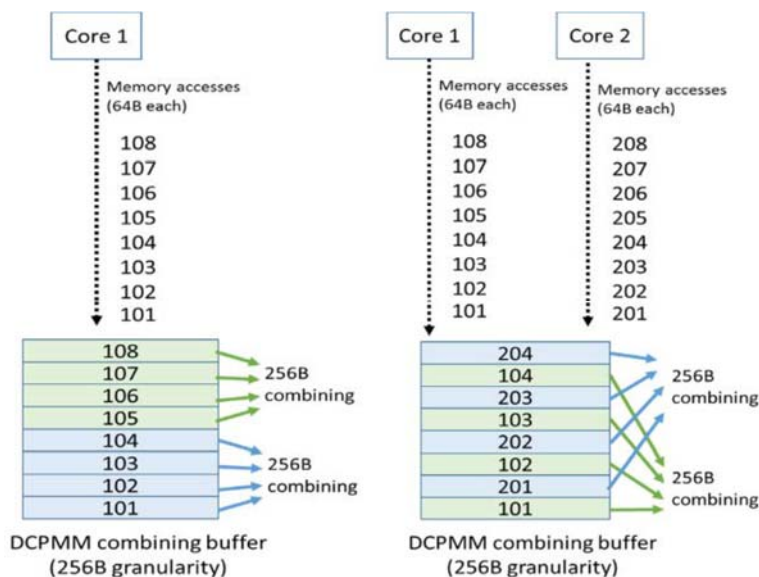 Core 1
Memory accesses
(64B each)
108
107
106
105
104
103
102
101
108
107
106
105
104
103
102
101
256B
combining
256B
combining
DCPMM combining buffer
(256B granularity)
Core 1
Core 2
Memory accesses
(64B each)
Memory accesses
(64B each)
108
107
106
105
104
103
102
101
208
207
206
205
204
203
202
201
204
104
203
103
202
102
201
101
256B
combining
256B
combining
DCPMM combining buffer
(256B granularity)